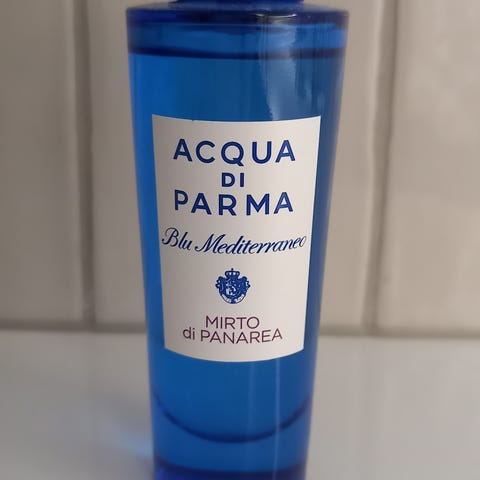 ACQUA
DI
PARMA
Blu Mediterraneo
MIRTO
di PANAREA